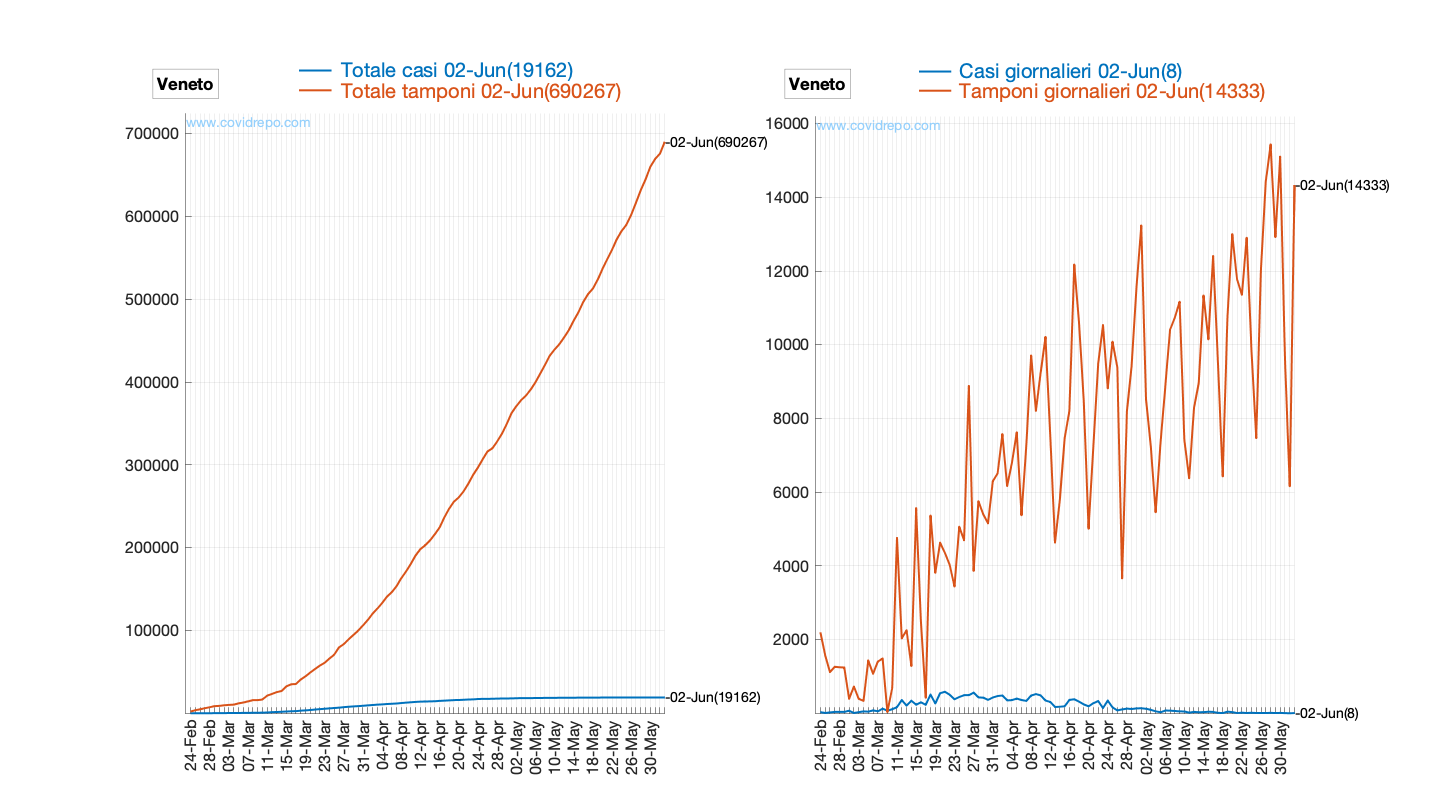 Veneto
Totale casi 02-Jun(19162)
Totale tamponi 02-Jun(690267)
www.covidrepo.com
700000
600000
500000
400000
300000
200000
100000
02-Jun(690267)
02-Jun(19162)
24-Feb
28-Feb
03-Mar
07-Mar
11-Mar
15-Mar
19-Mar
23-Mar
27-Mar
31-Mar
04-Apr
08-Apr
12-Apr
16-Apr
20-Apr
24-Apr
28-Apr
02-May
06-May
10-May
14-May
18-May
22-May
26-May
30-May
Veneto
Casi giornalieri 02-Jun(8)
Tamponi giornalieri 02-Jun(14333)
www.covidrepo.com
16000
14000
12000
10000
8000
6000
4000
2000
02-Jun(14333)
02-Jun(8)
24-Feb
28-Feb
03-Mar
07-Mar
11-Mar
15-Mar
19-Mar
23-Mar
27-Mar
31-Mar
04-Apr
08-Apr
12-Apr
16-Apr
20-Apr
24-Apr
28-Apr
02-May
06-May
10-May
14-May
18-May
22-May
26-May
30-May